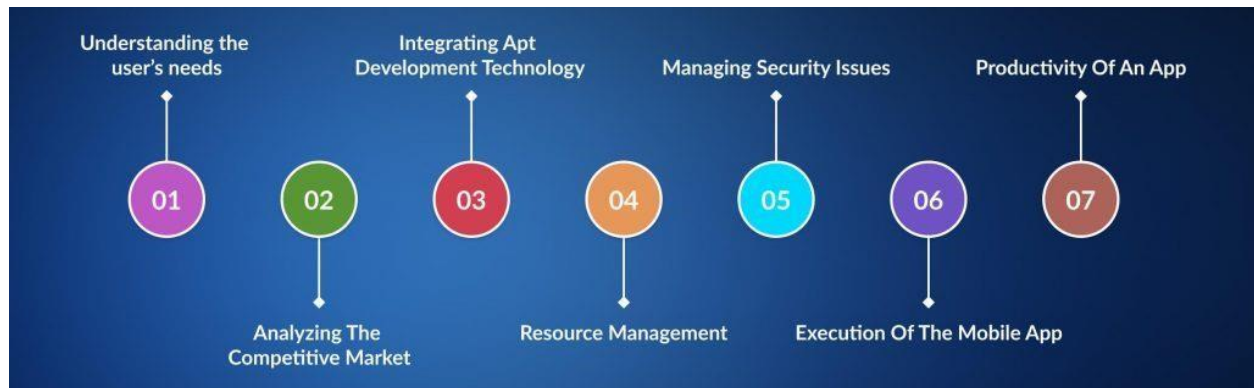 Understanding the
user's needs
01
02
Analyzing The
Competitive Market
Integrating Apt
Development Technology
03
04
Resource Management
Managing Security Issues
05
06
Execution Of The Mobile App
Productivity Of An App
07